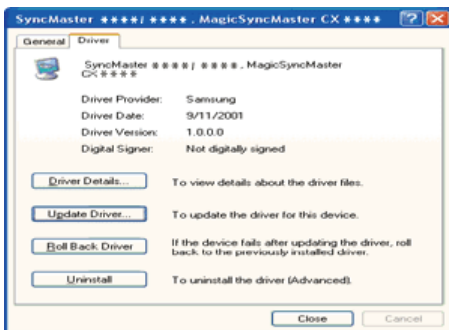 SyncMaster ****/ ****, MagicSyncMaster CX ****
General Driver
SyncMaster ****/ ****, MagicSyncMaster
CX****
Driver Provider: Samsung
Driver Date: 9/11/2001
Driver Version: 1.0.0.0
Digital Signer: Not digitally signed
Driver Details... To view details about the driver files.
Update Driver... To update the driver for this device.
Roll Back Driver If the device fails after updating the driver, roll
back to the previously installed driver.
Uninstall To uninstall the driver (Advanced).
Close Cancel